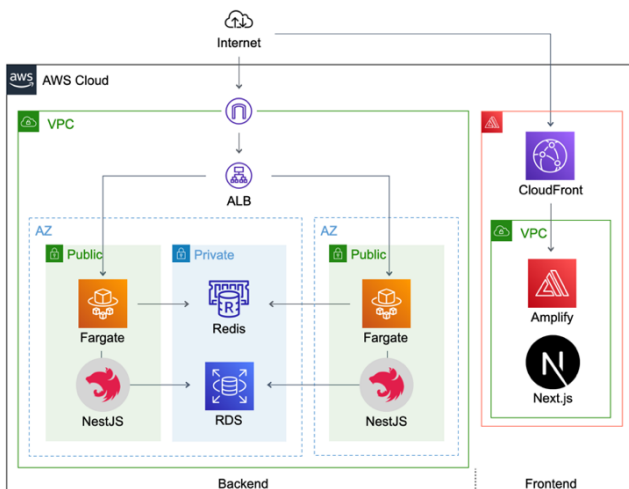 Internet
aws
AWS Cloud
VPC
ALB
AZ
Public
Private
Fargate
Redis
R
NestJS
RDS
AZ
Public
Fargate
NestJS
CloudFront
VPC
Amplify
N
Next.js
Backend
Frontend